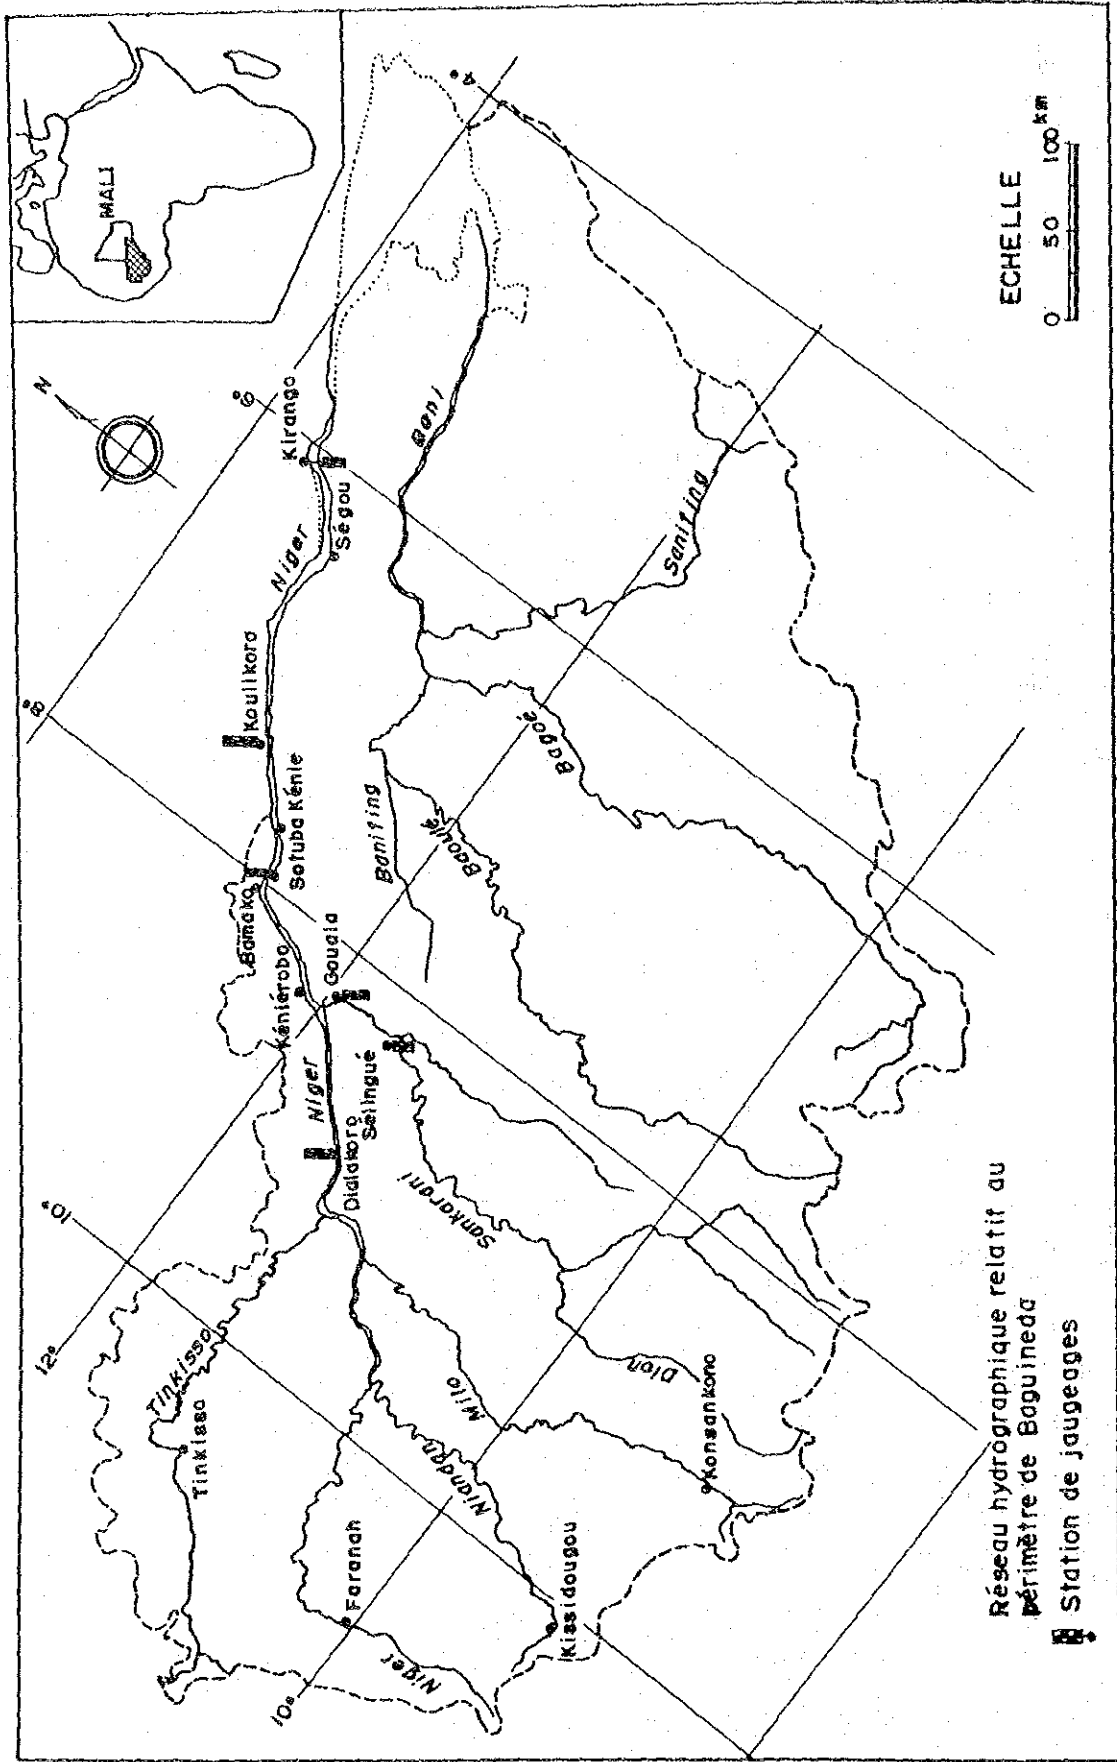 MALI
N
4°
6°
8°
10°
12°
10°
Kirango
Ségou
Niger
Bani
Koulikoro
Saniting
Sotuba Kénie
Bamako
Baniting
Bagoé
Baoulé
Kéniéroba
Gouala
Niger
Sélingué
Dialakoro
Sankarani
Tinkisso
Tinkisso
Milo
Dion
Konsankono
Niandan
Faranah
Niger
Kissidougou
ECHELLE
0 50 100 km
Réseau hydrographique relatif au
périmètre de Baguineda
Station de jaugeages